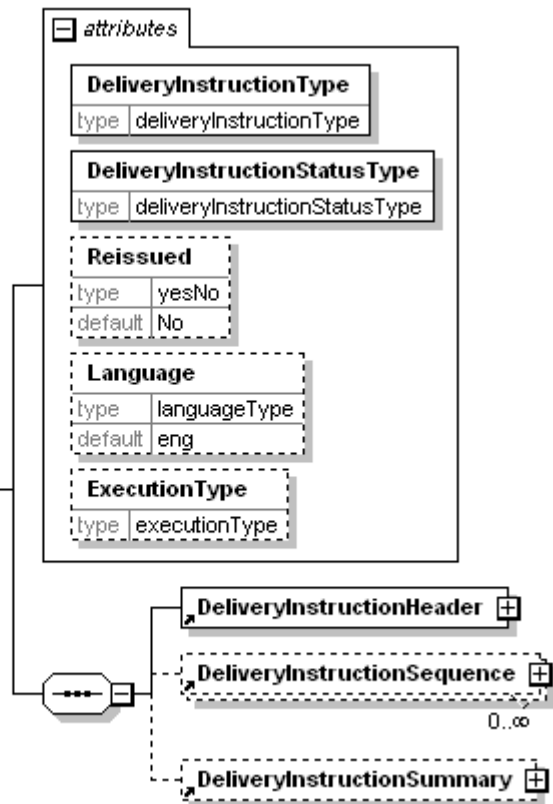 attributes
DeliveryInstructionType
type deliveryInstructionType
DeliveryInstructionStatusType
type deliveryInstructionStatusType
Reissued
type yesNo
default No
Language
type languageType
default eng
ExecutionType
type executionType
DeliveryInstructionHeader
DeliveryInstructionSequence
0..∞
DeliveryInstructionSummary